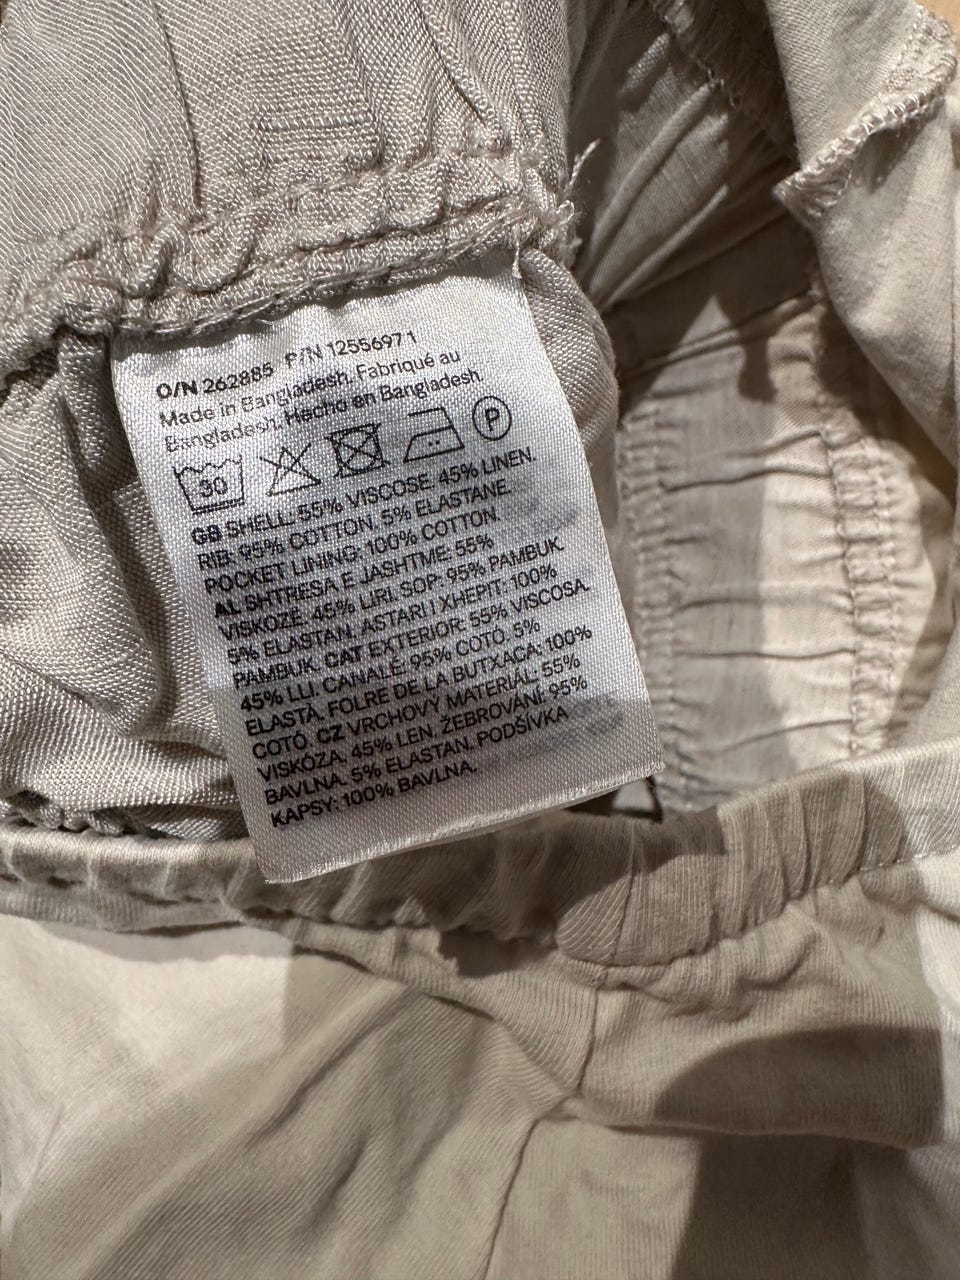 O/N 262885 P/N 12556971
Made in Bangladesh. Fabriqué au
Bangladesh. Hecho en Bangladesh.
30 P
GB SHELL: 55% VISCOSE. 45% LINEN.
RIB: 95% COTTON. 5% ELASTANE.
POCKET LINING: 100% COTTON.
AL SHTRESA E JASHTME: 55%
VISKOZË. 45% LIRI. SOP: 95% PAMBUK.
5% ELASTAN. ASTARI I XHEPIT: 100%
PAMBUK. CAT EXTERIOR: 55% VISCOSA.
45% LLI. CANALÉ: 95% COTÓ. 5%
ELASTÀ. FOLRE DE LA BUTXACA: 100%
COTÓ. CZ VRCHOVÝ MATERIÁL: 55%
VISKÓZA. 45% LEN. ŽEBROVÁNÍ: 95%
BAVLNA. 5% ELASTAN. PODŠÍVKA
KAPSY: 100% BAVLNA.